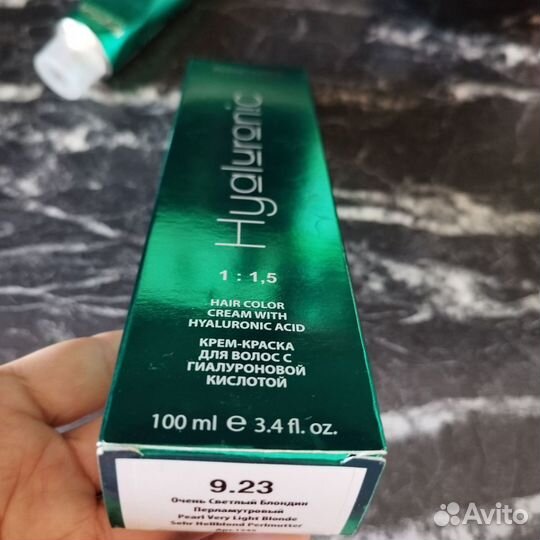 Hyaluronic
1 : 1,5
HAIR COLOR
CREAM WITH
HYALURONIC ACID
КРЕМ-КРАСКА
ДЛЯ ВОЛОС С
ГИАЛУРОНОВОЙ
КИСЛОТОЙ
100 ml e 3.4 fl. oz.
9.23
Очень Светлый Блондин
Перламутровый
Pearl Very Light Blonde
Sehr Hellblond Perlmutter
Avito